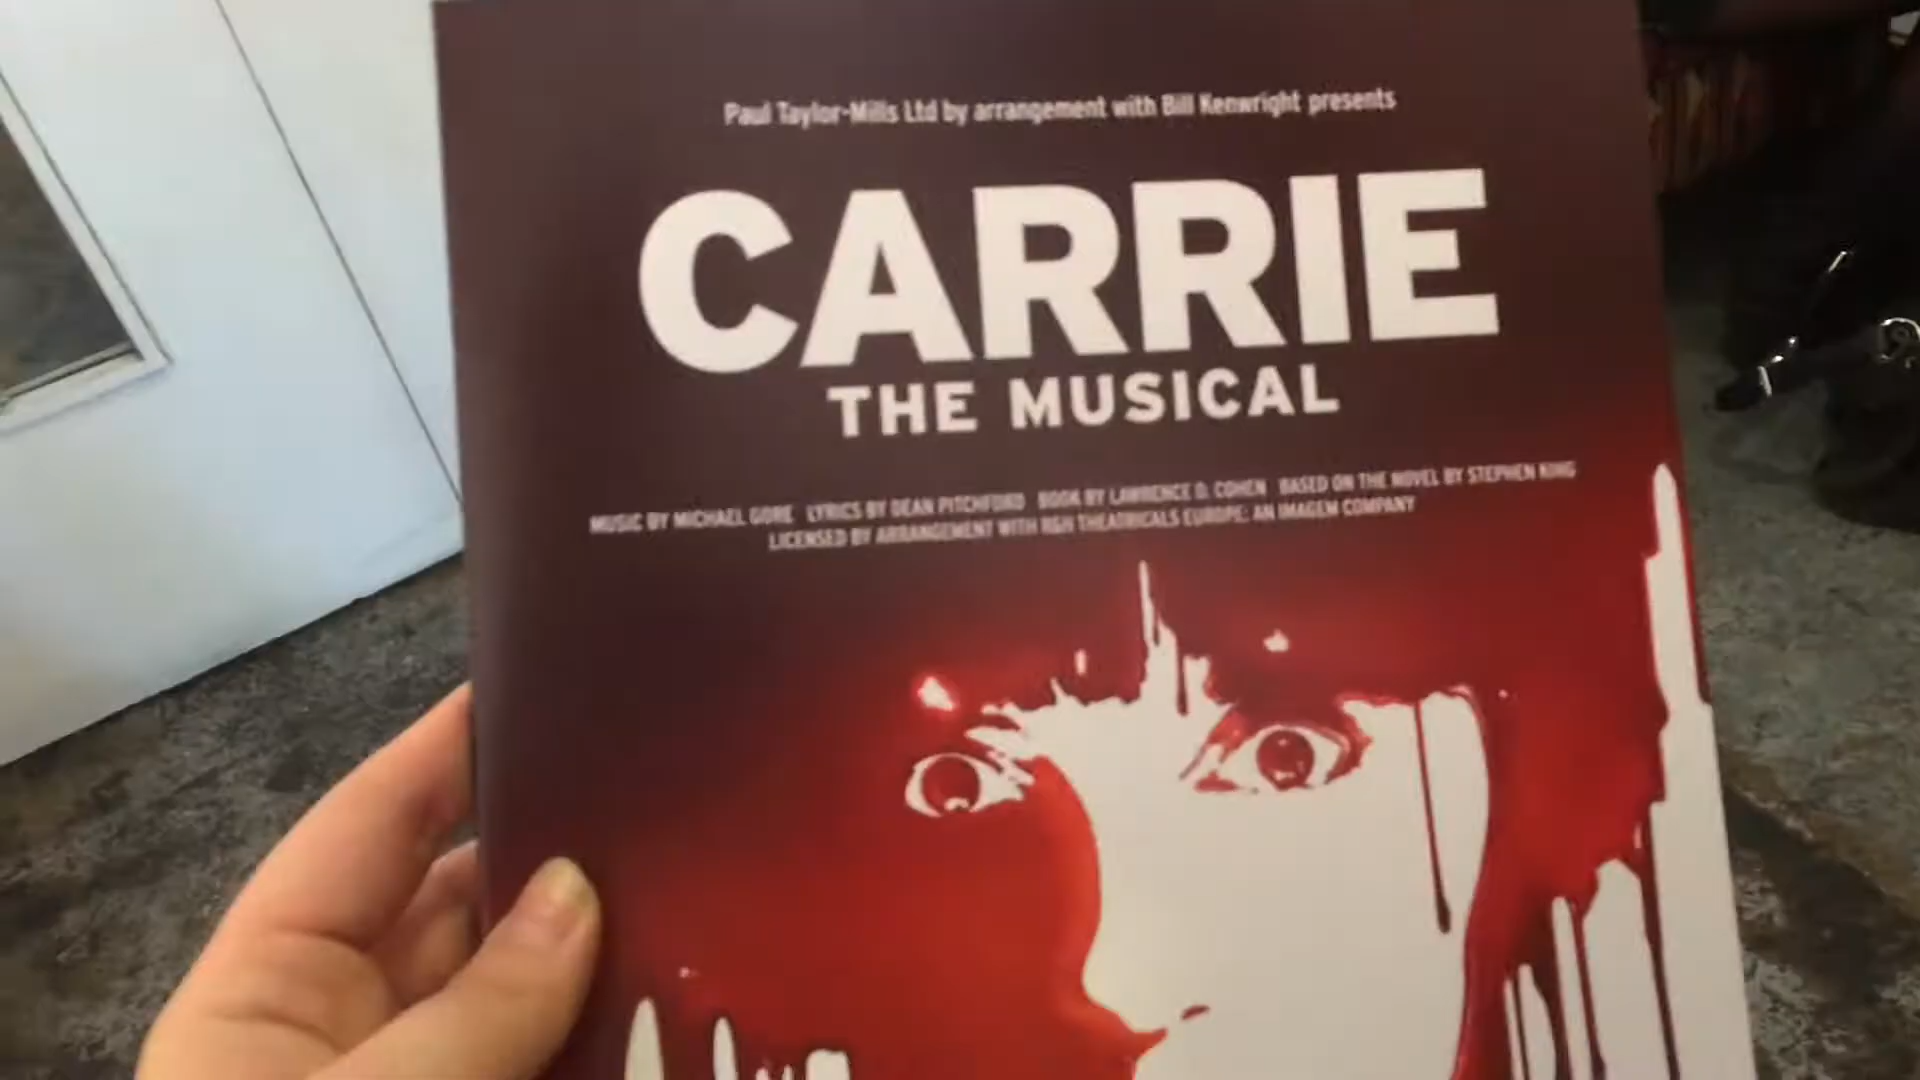 Paul Taylor-Mills Ltd by arrangement with Bill Kenwright presents
CARRIE
THE MUSICAL
MUSIC BY MICHAEL GORE LYRICS BY DEAN PITCHFORD BOOK BY LAWRENCE D. COHEN BASED ON THE NOVEL BY STEPHEN KING
LICENSED BY ARRANGEMENT WITH R&H THEATRICALS EUROPE: AN IMAGEM COMPANY